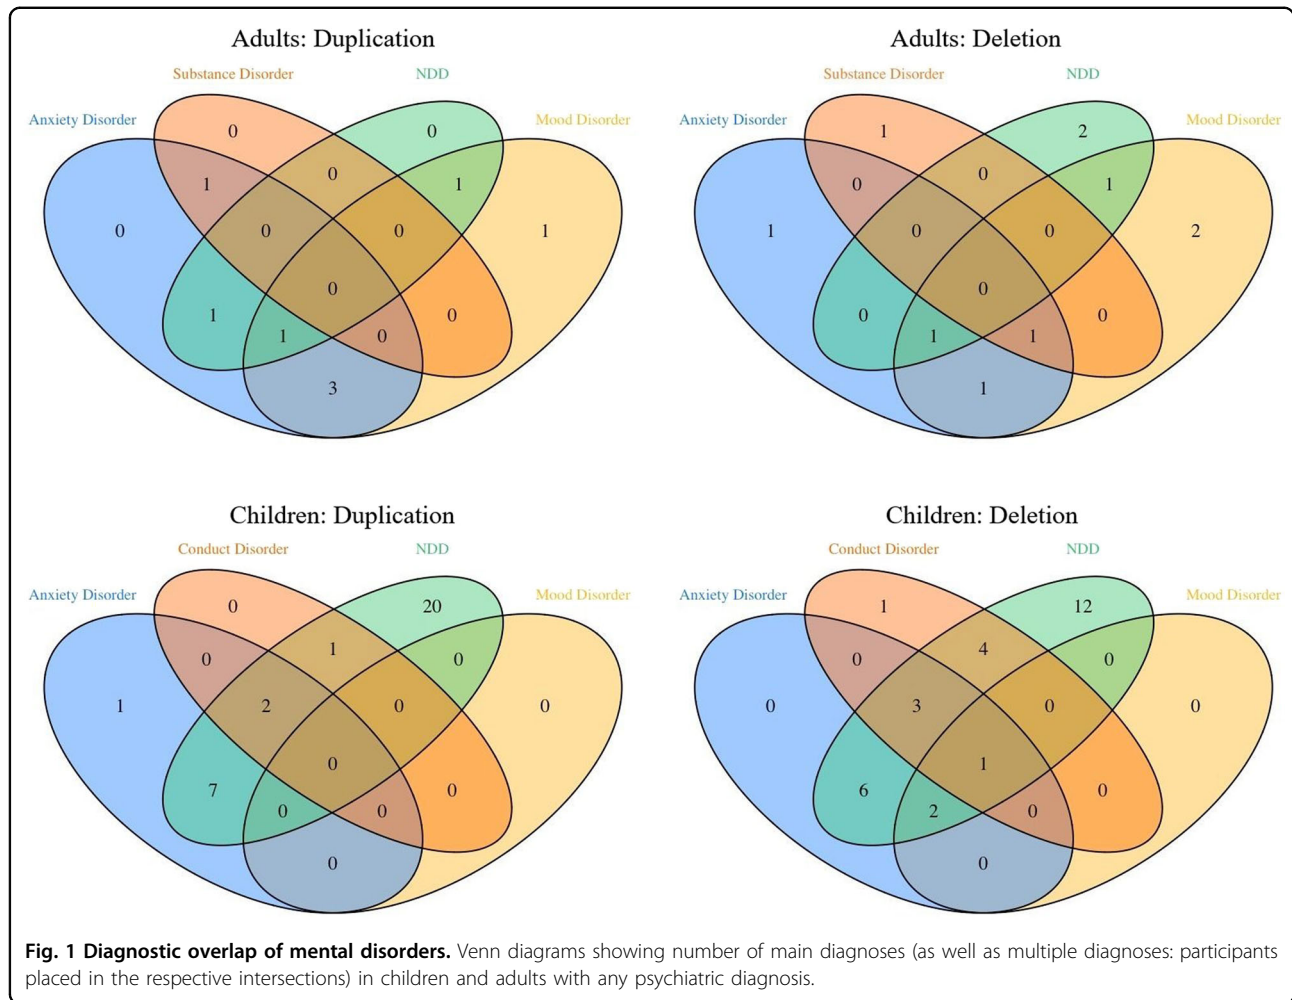 Adults: Duplication
Substance Disorder NDD
Anxiety Disorder Mood Disorder
0 0
0
1 1
0 0 0 1
0
1 0
1 0
3
Adults: Deletion
Substance Disorder NDD
Anxiety Disorder Mood Disorder
1 2
0
0 1
1 0 0 2
0
0 0
1 1
1
Children: Duplication
Conduct Disorder NDD
Anxiety Disorder Mood Disorder
0 20
1
0 0
1 2 0 0
0
7 0
0 0
0
Children: Deletion
Conduct Disorder NDD
Anxiety Disorder Mood Disorder
1 12
4
0 0
0 3 0 0
1
6 0
2 0
0
Fig. 1 Diagnostic overlap of mental disorders. Venn diagrams showing number of main diagnoses (as well as multiple diagnoses: participants
placed in the respective intersections) in children and adults with any psychiatric diagnosis.